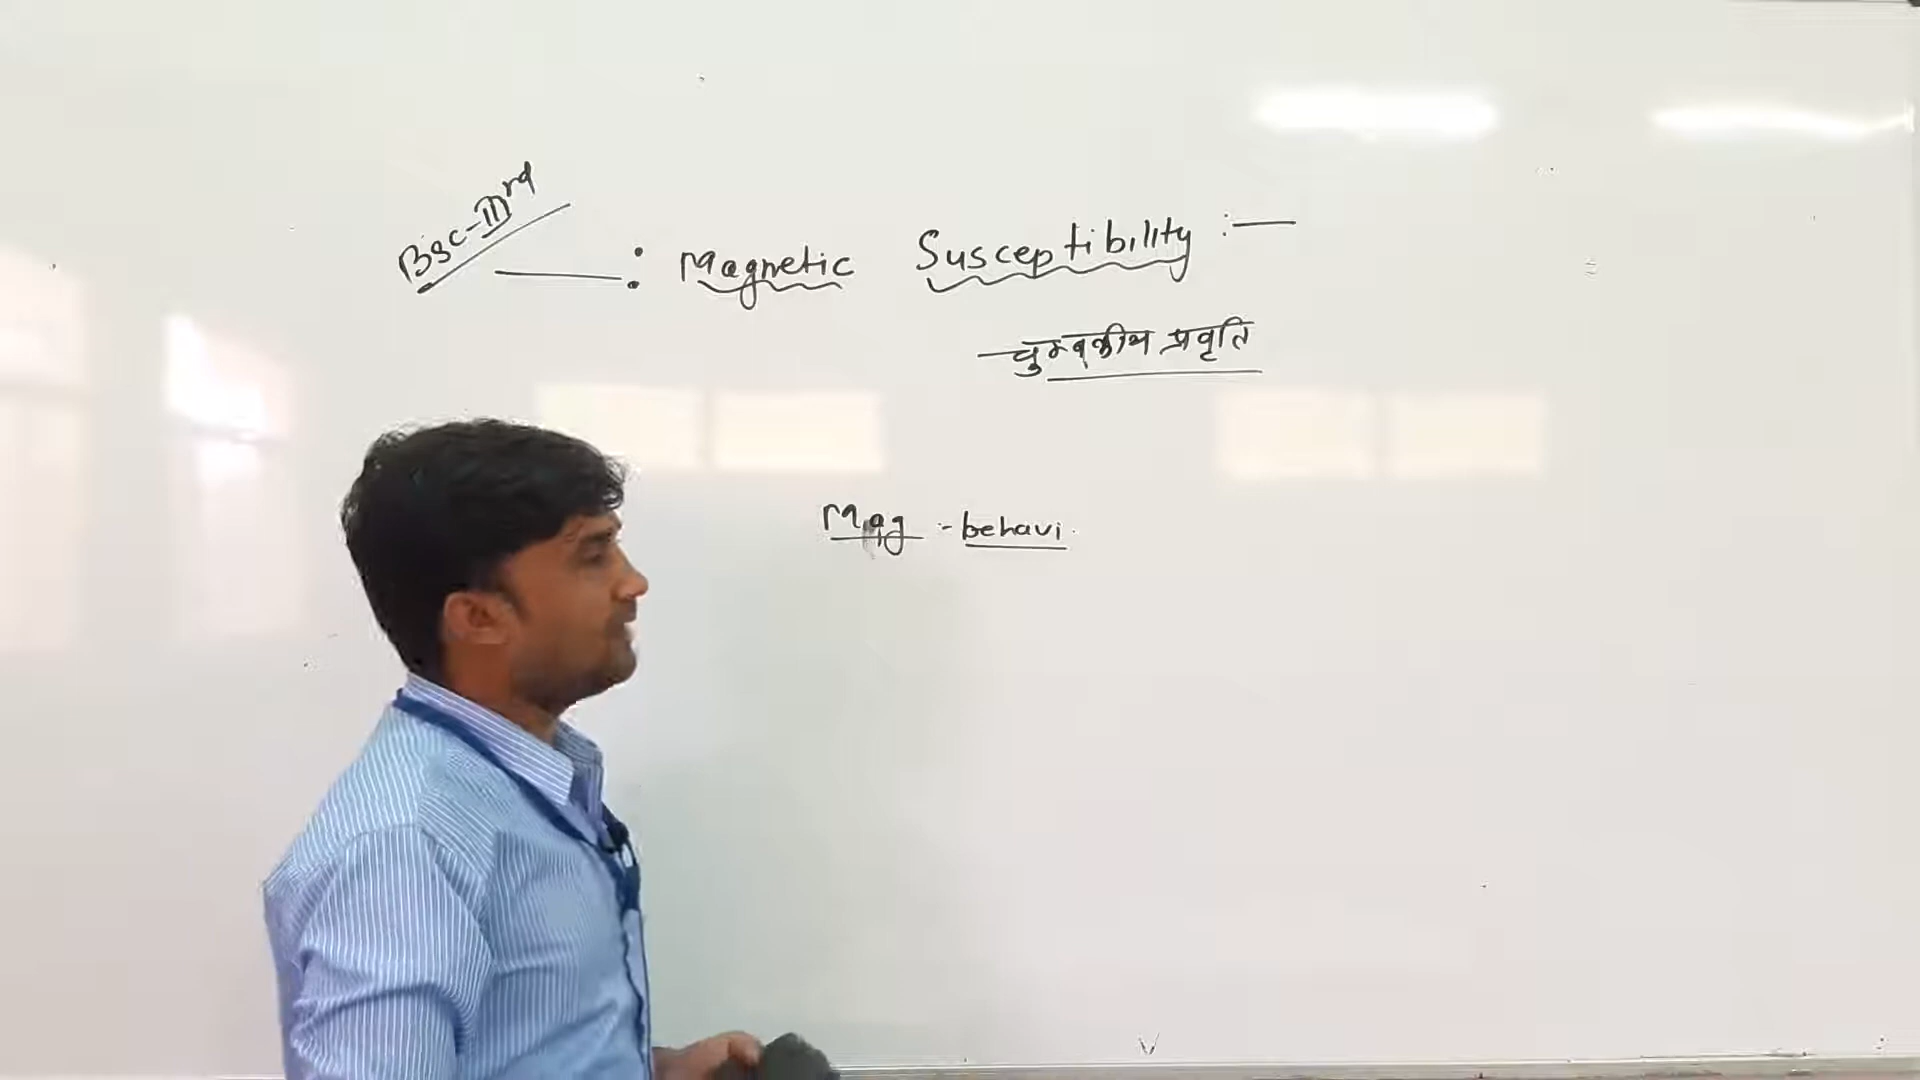 Bsc-IIIrd
: Magnetic Susceptibility :—
चुम्बकीय प्रवृति
Mag :- behavi.